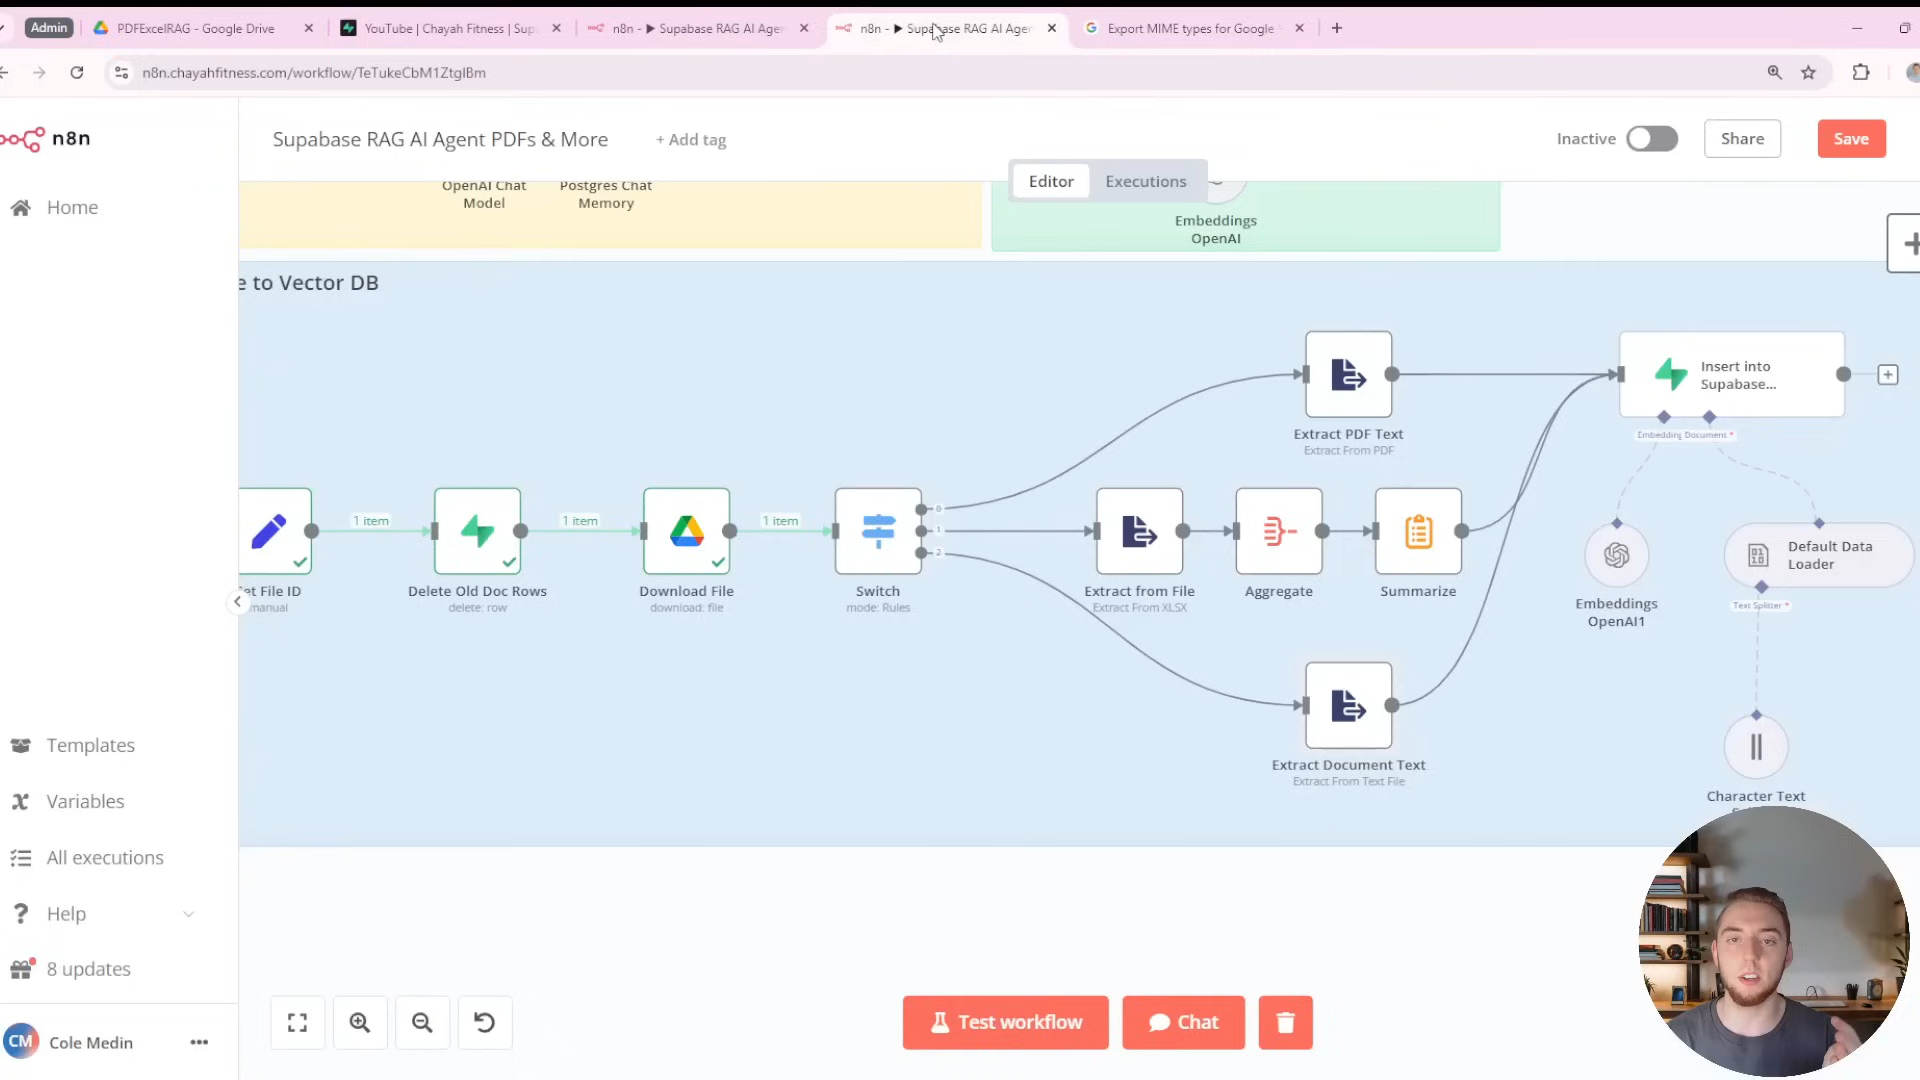 Admin
PDFExcelRAG - Google Drive
YouTube | Chayah Fitness | Sup
n8n - ▶ Supabase RAG AI Age
n8n - ▶ Supabase RAG AI Ager
Export MIME types for Google
n8n.chayahfitness.com/workflow/TeTukeCbM1ZtgIBm
n8n
Supabase RAG AI Agent PDFs & More
+ Add tag
Inactive
Share
Save
Editor
Executions
Home
Templates
Variables
All executions
Help
8 updates
CM
Cole Medin
OpenAI Chat
Model
Postgres Chat
Memory
Embeddings
OpenAI
e to Vector DB
et File ID
manual
1 item
Delete Old Doc Rows
delete: row
1 item
Download File
download: file
1 item
Switch
mode: Rules
0
1
2
Extract PDF Text
Extract From PDF
Extract from File
Extract From XLSX
Aggregate
Summarize
Extract Document Text
Extract From Text File
Insert into
Supabase...
Embedding
Document *
Embeddings
OpenAI1
Default Data
Loader
Text Splitter *
Character Text
Test workflow
Chat